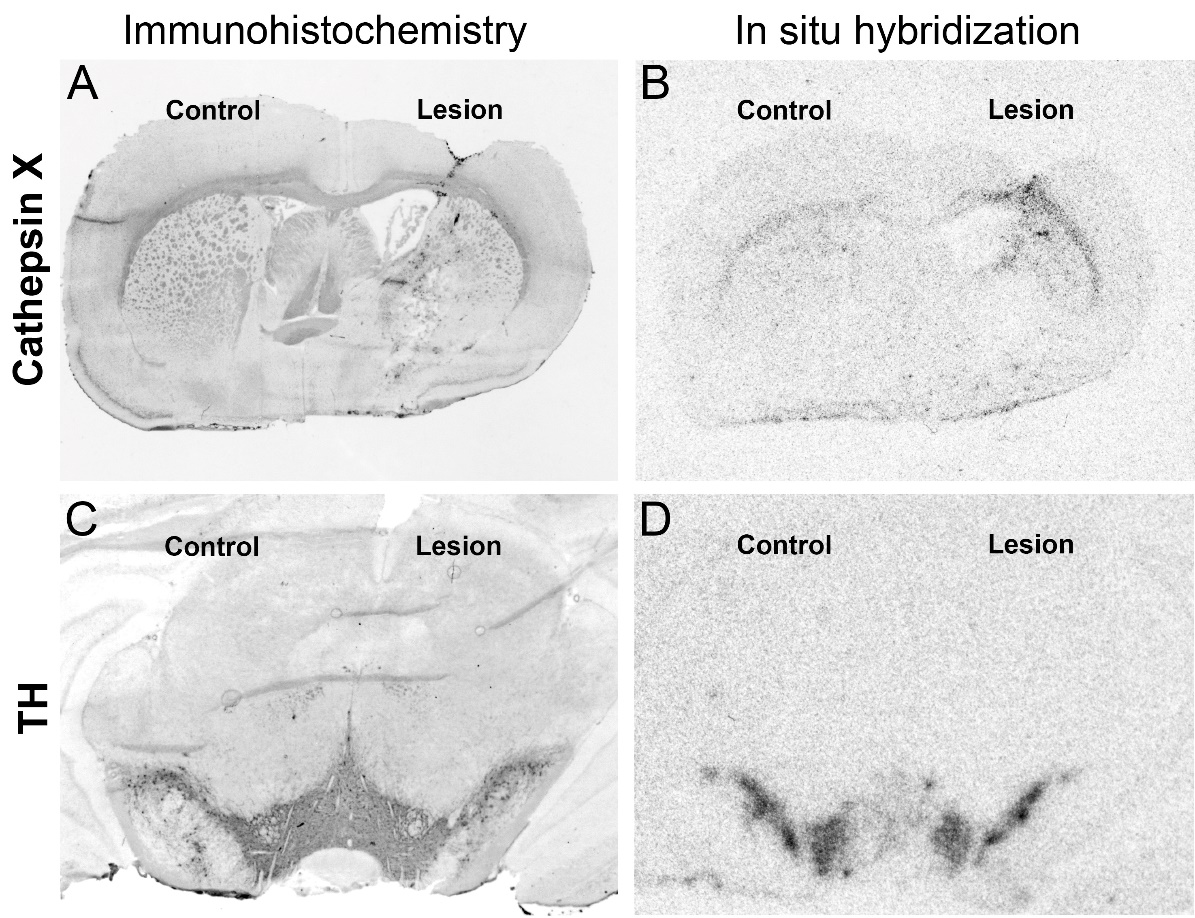 Immunohistochemistry
In situ hybridization
Cathepsin X
A
Control
Lesion
B
Control
Lesion
TH
C
Control
Lesion
D
Control
Lesion